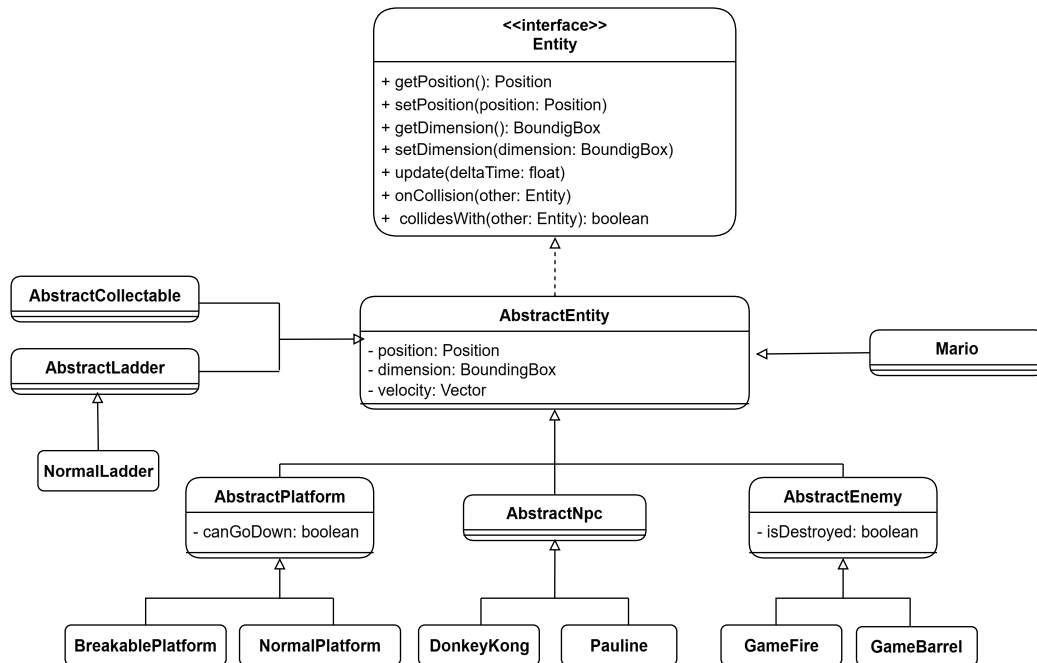 <<interface>>
Entity
+ getPosition(): Position
+ setPosition(position: Position)
+ getDimension(): BoundigBox
+ setDimension(dimension: BoundigBox)
+ update(deltaTime: float)
+ onCollision(other: Entity)
+ collidesWith(other: Entity): boolean
AbstractCollectable
AbstractLadder
NormalLadder
AbstractEntity
- position: Position
- dimension: BoundingBox
- velocity: Vector
Mario
AbstractPlatform
- canGoDown: boolean
AbstractNpc
AbstractEnemy
- isDestroyed: boolean
BreakablePlatform
NormalPlatform
DonkeyKong
Pauline
GameFire
GameBarrel